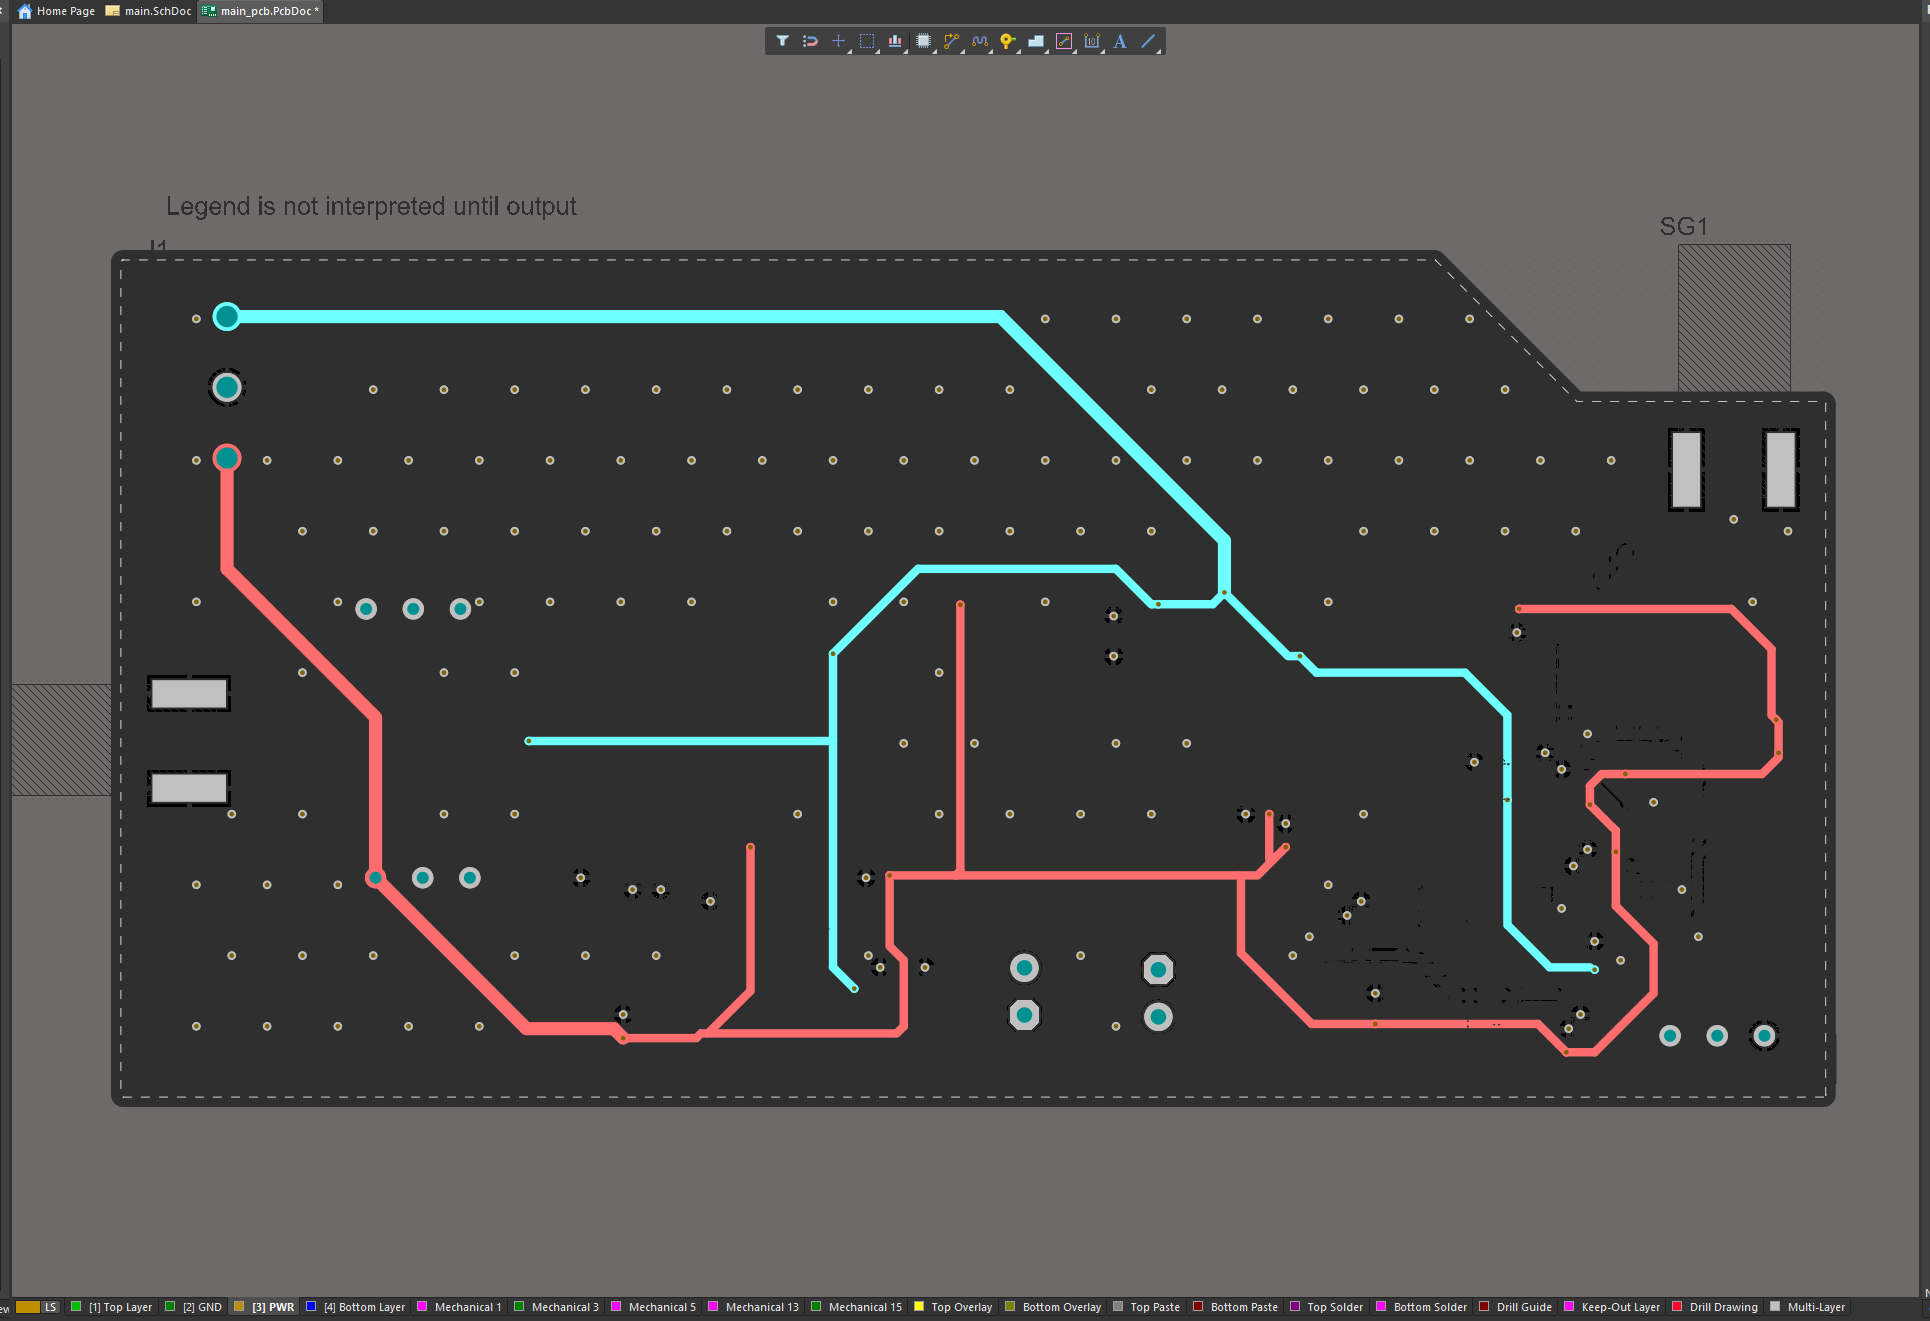 Home Page main.SchDoc main_pcb.PcbDoc *
Legend is not interpreted until output
SG1
LS [1] Top Layer [2] GND [3] PWR [4] Bottom Layer Mechanical 1 Mechanical 3 Mechanical 5 Mechanical 13 Mechanical 15 Top Overlay Bottom Overlay Top Paste Bottom Paste Top Solder Bottom Solder Drill Guide Keep-Out Layer Drill Drawing Multi-Layer